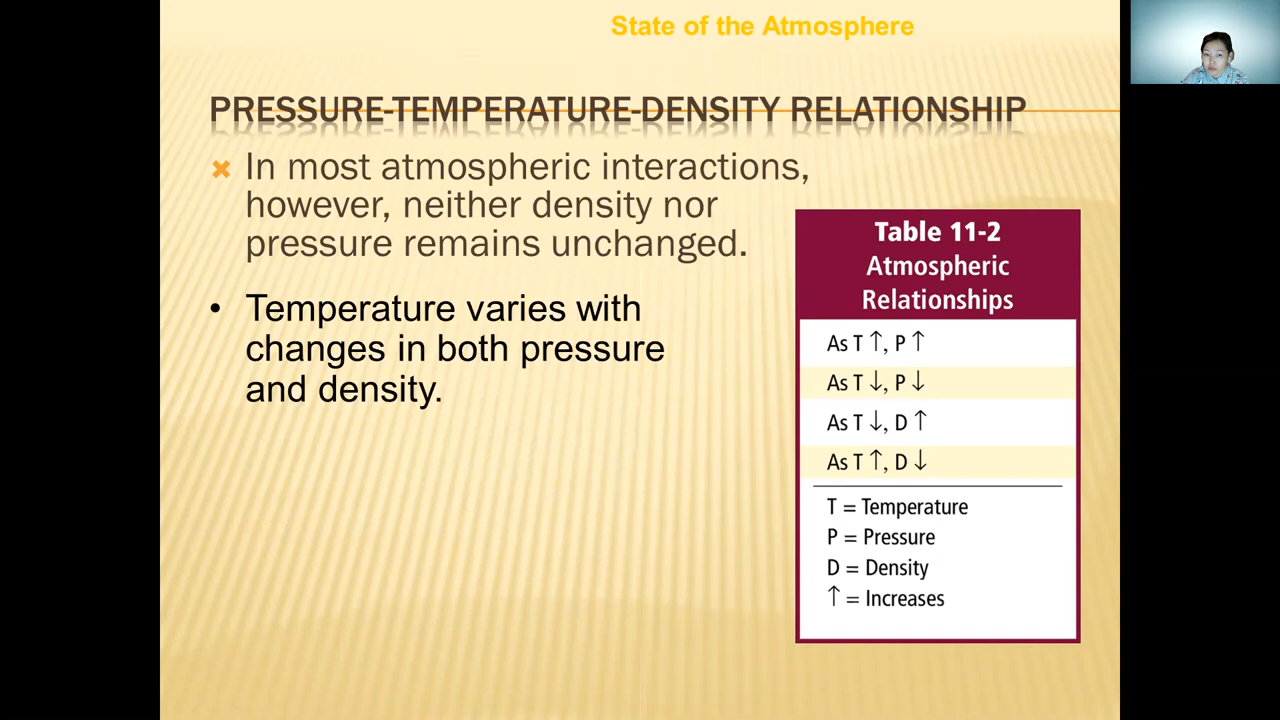 State of the Atmosphere
PRESSURE-TEMPERATURE-DENSITY RELATIONSHIP
In most atmospheric interactions,
however, neither density nor
pressure remains unchanged.
• Temperature varies with
changes in both pressure
and density.
Table 11-2
Atmospheric
Relationships
As T ↑, P ↑
As T ↓, P ↓
As T ↓, D ↑
As T ↑, D ↓
T = Temperature
P = Pressure
D = Density
↑ = Increases